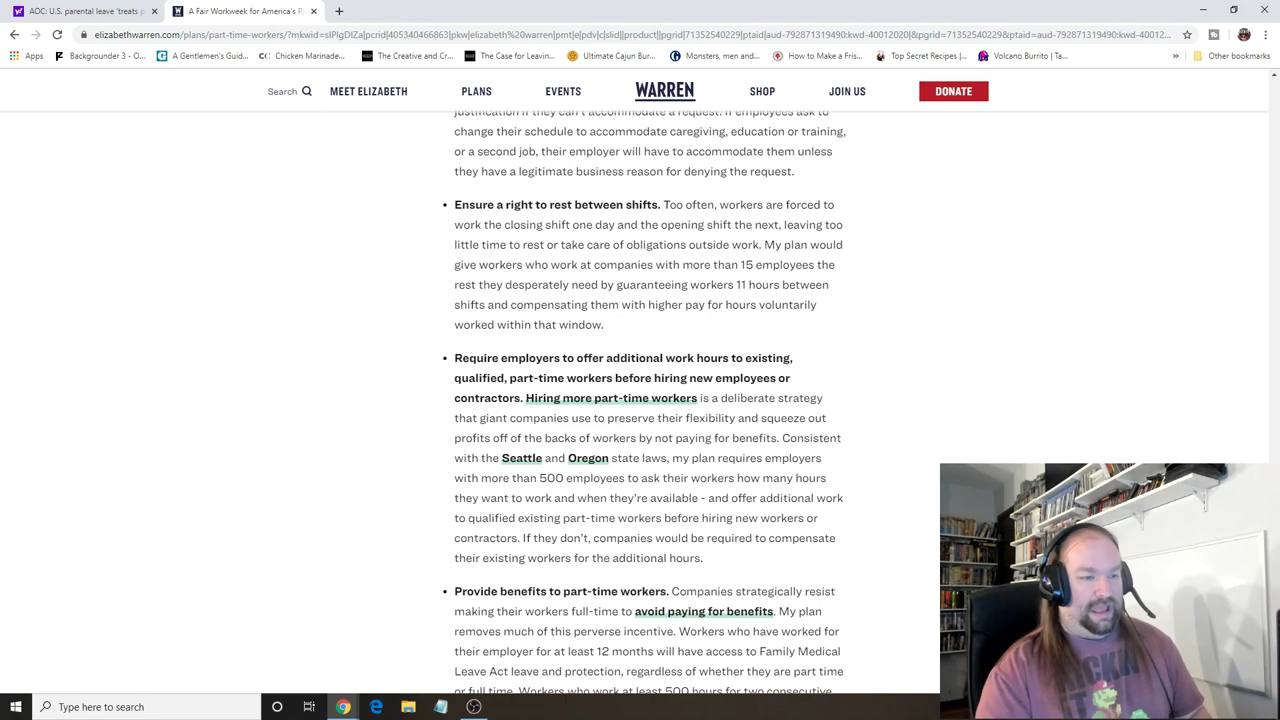 AOC: U.S. parental leave 'treats p
A Fair Workweek for America's Pa
elizabethwarren.com/plans/part-time-workers/?mkwid=sIPlgDIZa|pcrid|405340466863|pkw|elizabeth%20warren|pmt|e|pdv|c|slid||product||pgrid|71352540229|ptaid|aud-792871319490:kwd-40012020|&pgrid=71352540229&ptaid=aud-792871319490:kwd-40012...
Apps
Backgrounder 3 - O...
A Gentlemen's Guid...
Chicken Marinade...
The Creative and Cr...
The Case for Leavin...
Ultimate Cajun Bur...
Monsters, men and...
How to Make a Fris...
Top Secret Recipes |...
Volcano Burrito | Ta...
»
Other bookmarks
Search MEET ELIZABETH PLANS EVENTS WARREN SHOP JOIN US DONATE
justification if they can't accommodate a request. If employees ask to
change their schedule to accommodate caregiving, education or training,
or a second job, their employer will have to accommodate them unless
they have a legitimate business reason for denying the request.
• Ensure a right to rest between shifts. Too often, workers are forced to
work the closing shift one day and the opening shift the next, leaving too
little time to rest or take care of obligations outside work. My plan would
give workers who work at companies with more than 15 employees the
rest they desperately need by guaranteeing workers 11 hours between
shifts and compensating them with higher pay for hours voluntarily
worked within that window.
• Require employers to offer additional work hours to existing,
qualified, part-time workers before hiring new employees or
contractors. Hiring more part-time workers is a deliberate strategy
that giant companies use to preserve their flexibility and squeeze out
profits off of the backs of workers by not paying for benefits. Consistent
with the Seattle and Oregon state laws, my plan requires employers
with more than 500 employees to ask their workers how many hours
they want to work and when they're available - and offer additional work
to qualified existing part-time workers before hiring new workers or
contractors. If they don't, companies would be required to compensate
their existing workers for the additional hours.
• Provide benefits to part-time workers. Companies strategically resist
making their workers full-time to avoid paying for benefits. My plan
removes much of this perverse incentive. Workers who have worked for
their employer for at least 12 months will have access to Family Medical
Leave Act leave and protection, regardless of whether they are part time
or full time. Workers who work at least 500 hours for two consecutive
Type here to search